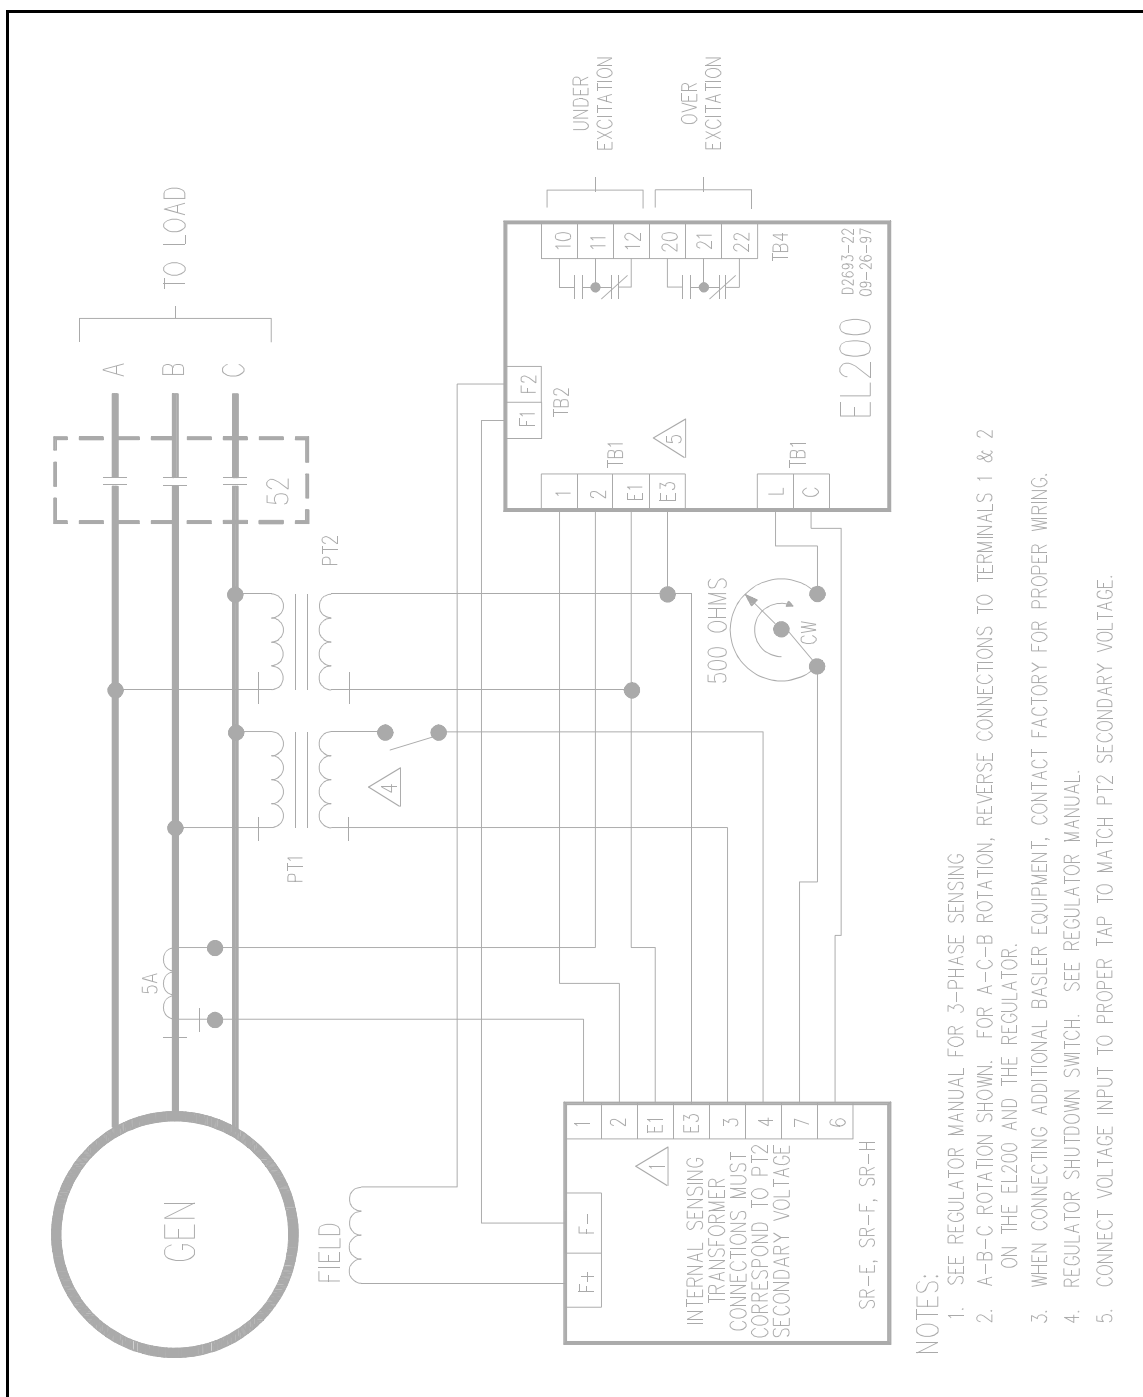 TO LOAD
A
B
C
52
PT2
PT1
5A
GEN
FIELD
4
UNDER
EXCITATION
OVER
EXCITATION
10
11
12
20
21
22
TB4
D2693-22
09-26-97
EL200
F1
F2
TB2
1
2
E1
E3
TB1
5
L
C
TB1
500 OHMS
CW
1
2
E1
E3
3
4
7
6
1
F+
F-
INTERNAL SENSING
TRANSFORMER
CONNECTIONS MUST
CORRESPOND TO PT2
SECONDARY VOLTAGE
SR-E, SR-F, SR-H
NOTES:
1. SEE REGULATOR MANUAL FOR 3-PHASE SENSING
2. A-B-C ROTATION SHOWN. FOR A-C-B ROTATION, REVERSE CONNECTIONS TO TERMINALS 1 & 2
ON THE EL200 AND THE REGULATOR.
3. WHEN CONNECTING ADDITIONAL BASLER EQUIPMENT, CONTACT FACTORY FOR PROPER WIRING.
4. REGULATOR SHUTDOWN SWITCH. SEE REGULATOR MANUAL.
5. CONNECT VOLTAGE INPUT TO PROPER TAP TO MATCH PT2 SECONDARY VOLTAGE.